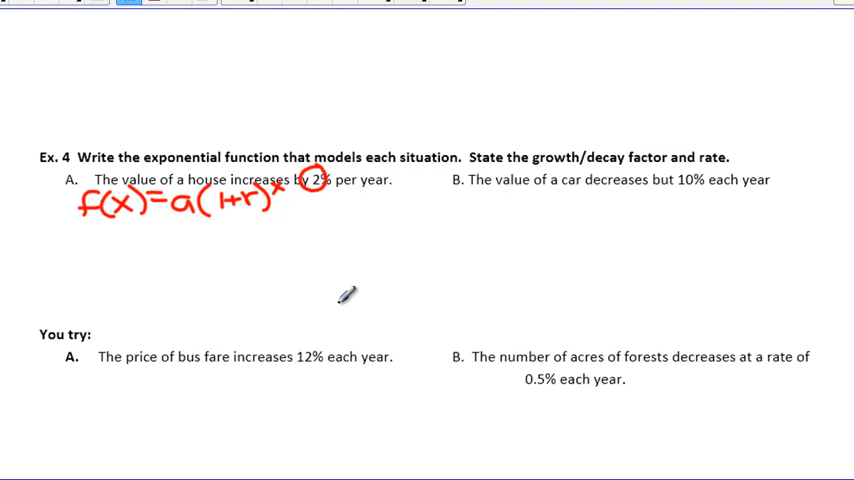 Ex. 4 Write the exponential function that models each situation. State the growth/decay factor and rate.
A. The value of a house increases by 2% per year.
B. The value of a car decreases but 10% each year
f(x)=a(1+r)^x
You try:
A. The price of bus fare increases 12% each year.
B. The number of acres of forests decreases at a rate of
0.5% each year.